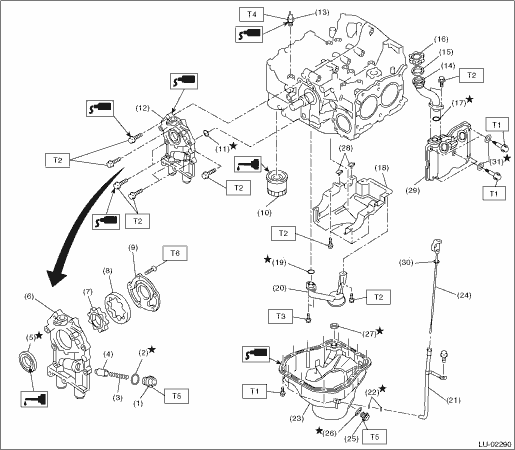 T4
(13)
(16)
(15)
(14)
T2
(17)★
(12)
(11)★
T2
T2
T2
(10)
(28)
(18)
T1
(31)★
(29)
T1
T2
★(19)
(20)
T2
T3
(30)
(24)
(9)
T6
(8)
(7)
(6)
(5)★
(4)
(2)★
(3)
(1)
T5
(27)★
T1
(23)
(22)★
(21)
★(26)
(25)
T5
LU-02290